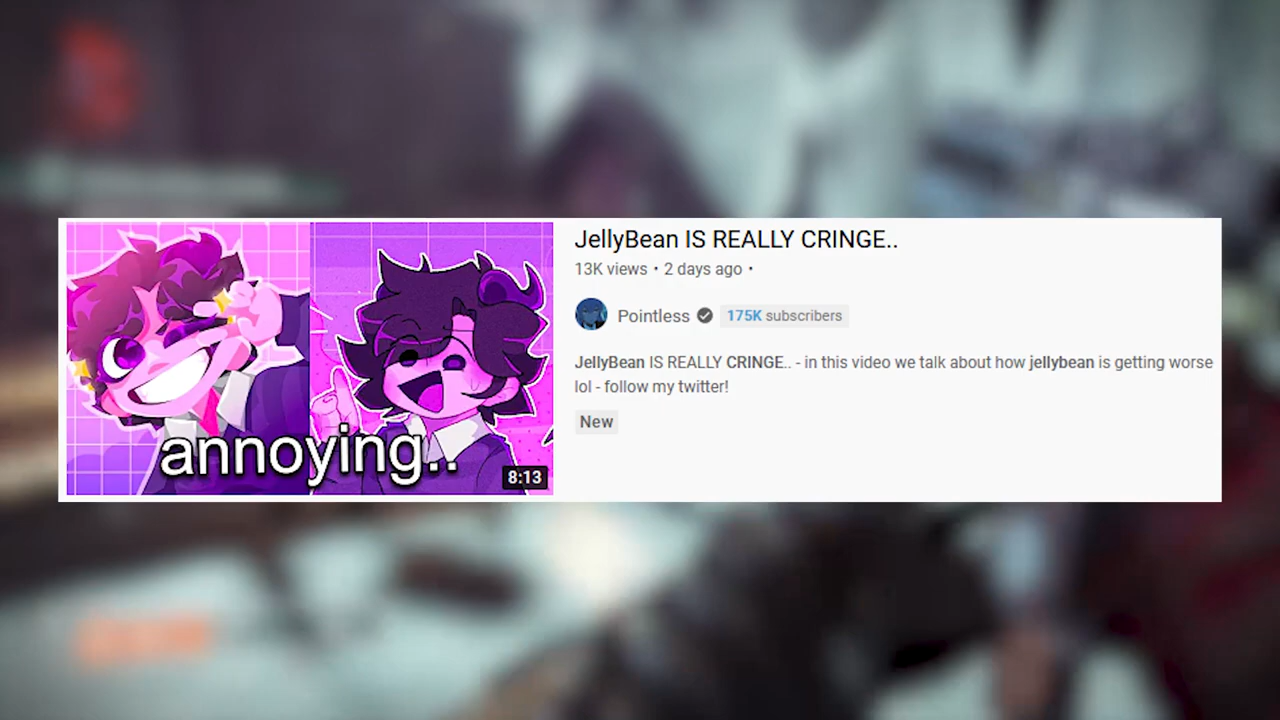 JellyBean IS REALLY CRINGE..
13K views • 2 days ago •
Pointless
175K subscribers
JellyBean IS REALLY CRINGE.. - in this video we talk about how jellybean is getting worse
lol - follow my twitter!
New
annoying..
8:13